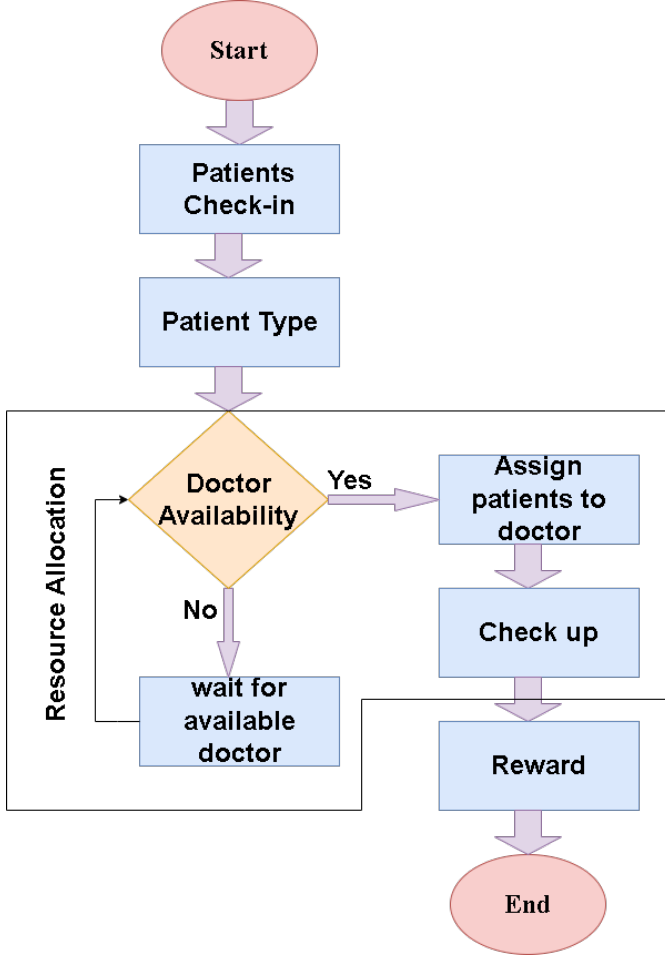 Start
Patients
Check-in
Patient Type
Resource Allocation
Doctor
Availability
Yes
Assign
patients to
doctor
No
Check up
wait for
available
doctor
Reward
End